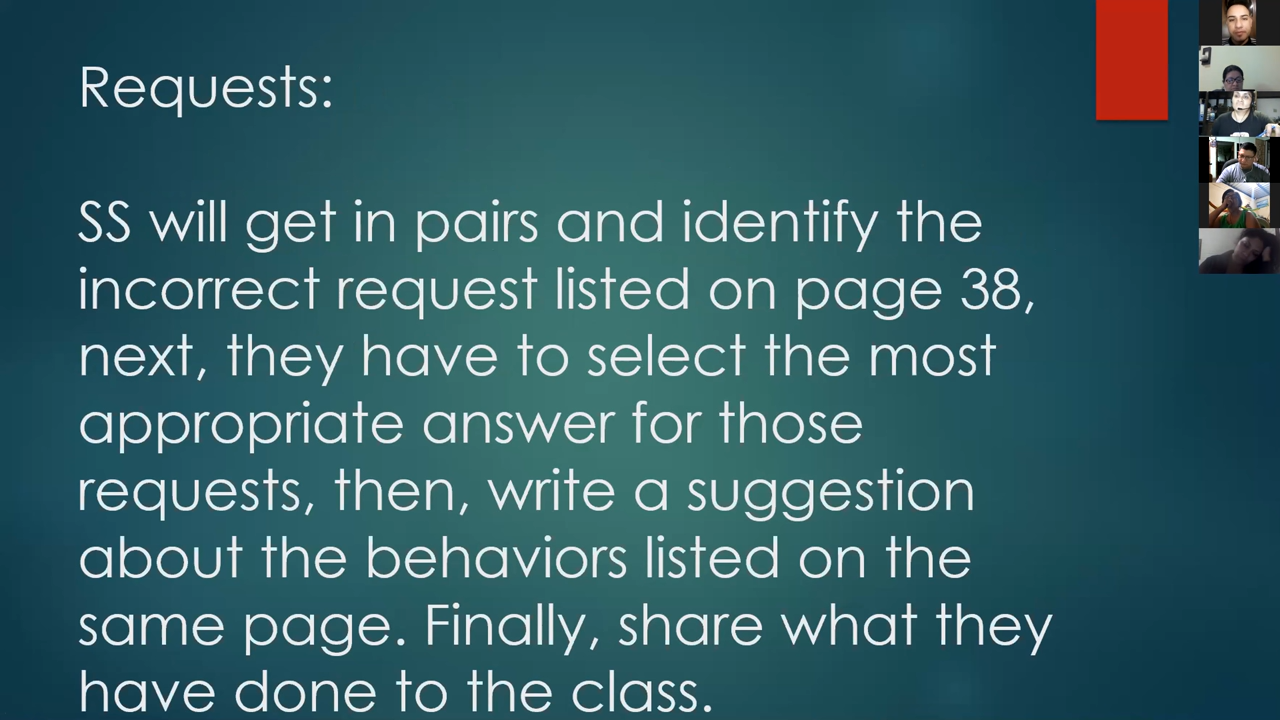 Requests:
SS will get in pairs and identify the
incorrect request listed on page 38,
next, they have to select the most
appropriate answer for those
requests, then, write a suggestion
about the behaviors listed on the
same page. Finally, share what they
have done to the class.